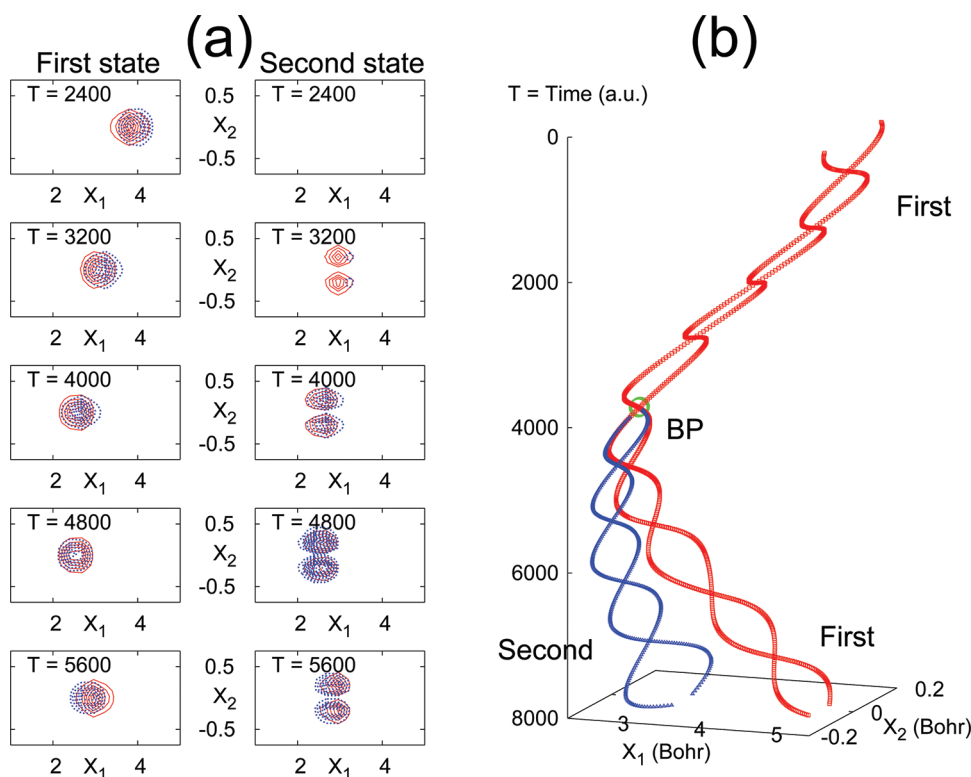 (a)
First state Second state
T = 2400 0.5 T = 2400
X2
-0.5
2 X1 4 2 X1 4
T = 3200 0.5 T = 3200
X2
-0.5
2 X1 4 2 X1 4
T = 4000 0.5 T = 4000
X2
-0.5
2 X1 4 2 X1 4
T = 4800 0.5 T = 4800
X2
-0.5
2 X1 4 2 X1 4
T = 5600 0.5 T = 5600
X2
-0.5
2 X1 4 2 X1 4
(b)
T = Time (a.u.)
0
First
2000
BP
4000
6000
Second First
8000
3 4 5
X1 (Bohr)
-0.2 0 0.2
X2 (Bohr)